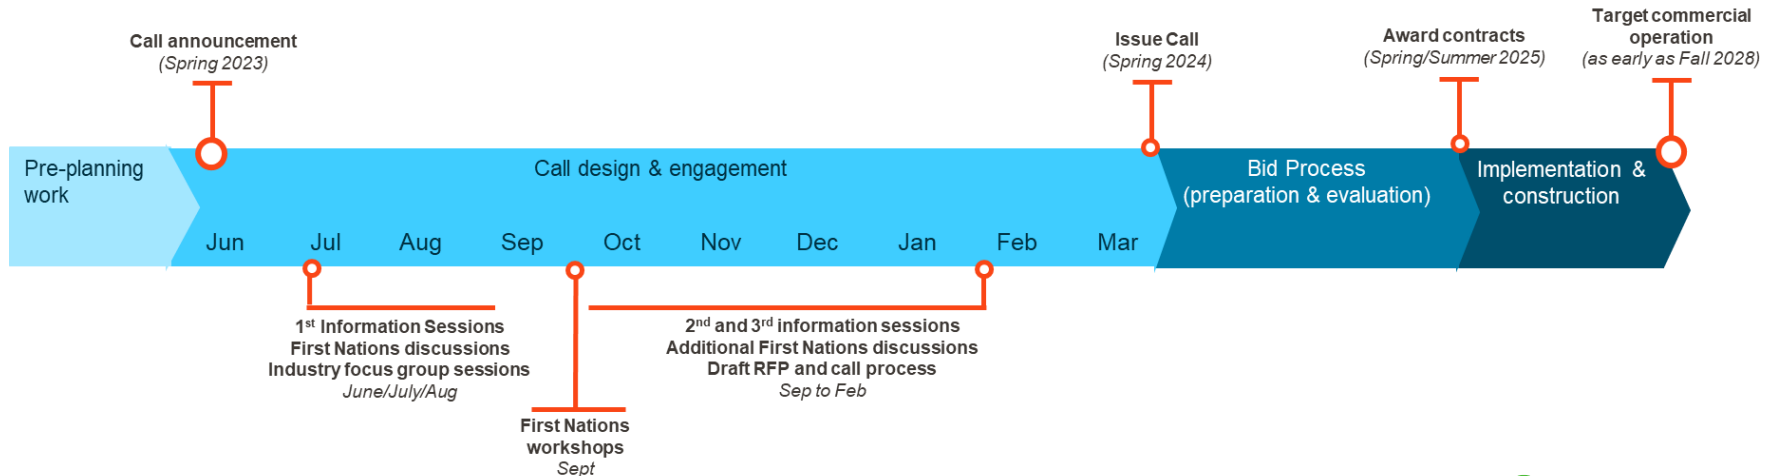 Call announcement
(Spring 2023)
Issue Call
(Spring 2024)
Award contracts
(Spring/Summer 2025)
Target commercial
operation
(as early as Fall 2028)
Pre-planning
work
Call design & engagement
Bid Process
(preparation & evaluation)
Implementation &
construction
Jun Jul Aug Sep Oct Nov Dec Jan Feb Mar
1st Information Sessions
First Nations discussions
Industry focus group sessions
June/July/Aug
First Nations
workshops
Sept
2nd and 3rd information sessions
Additional First Nations discussions
Draft RFP and call process
Sep to Feb